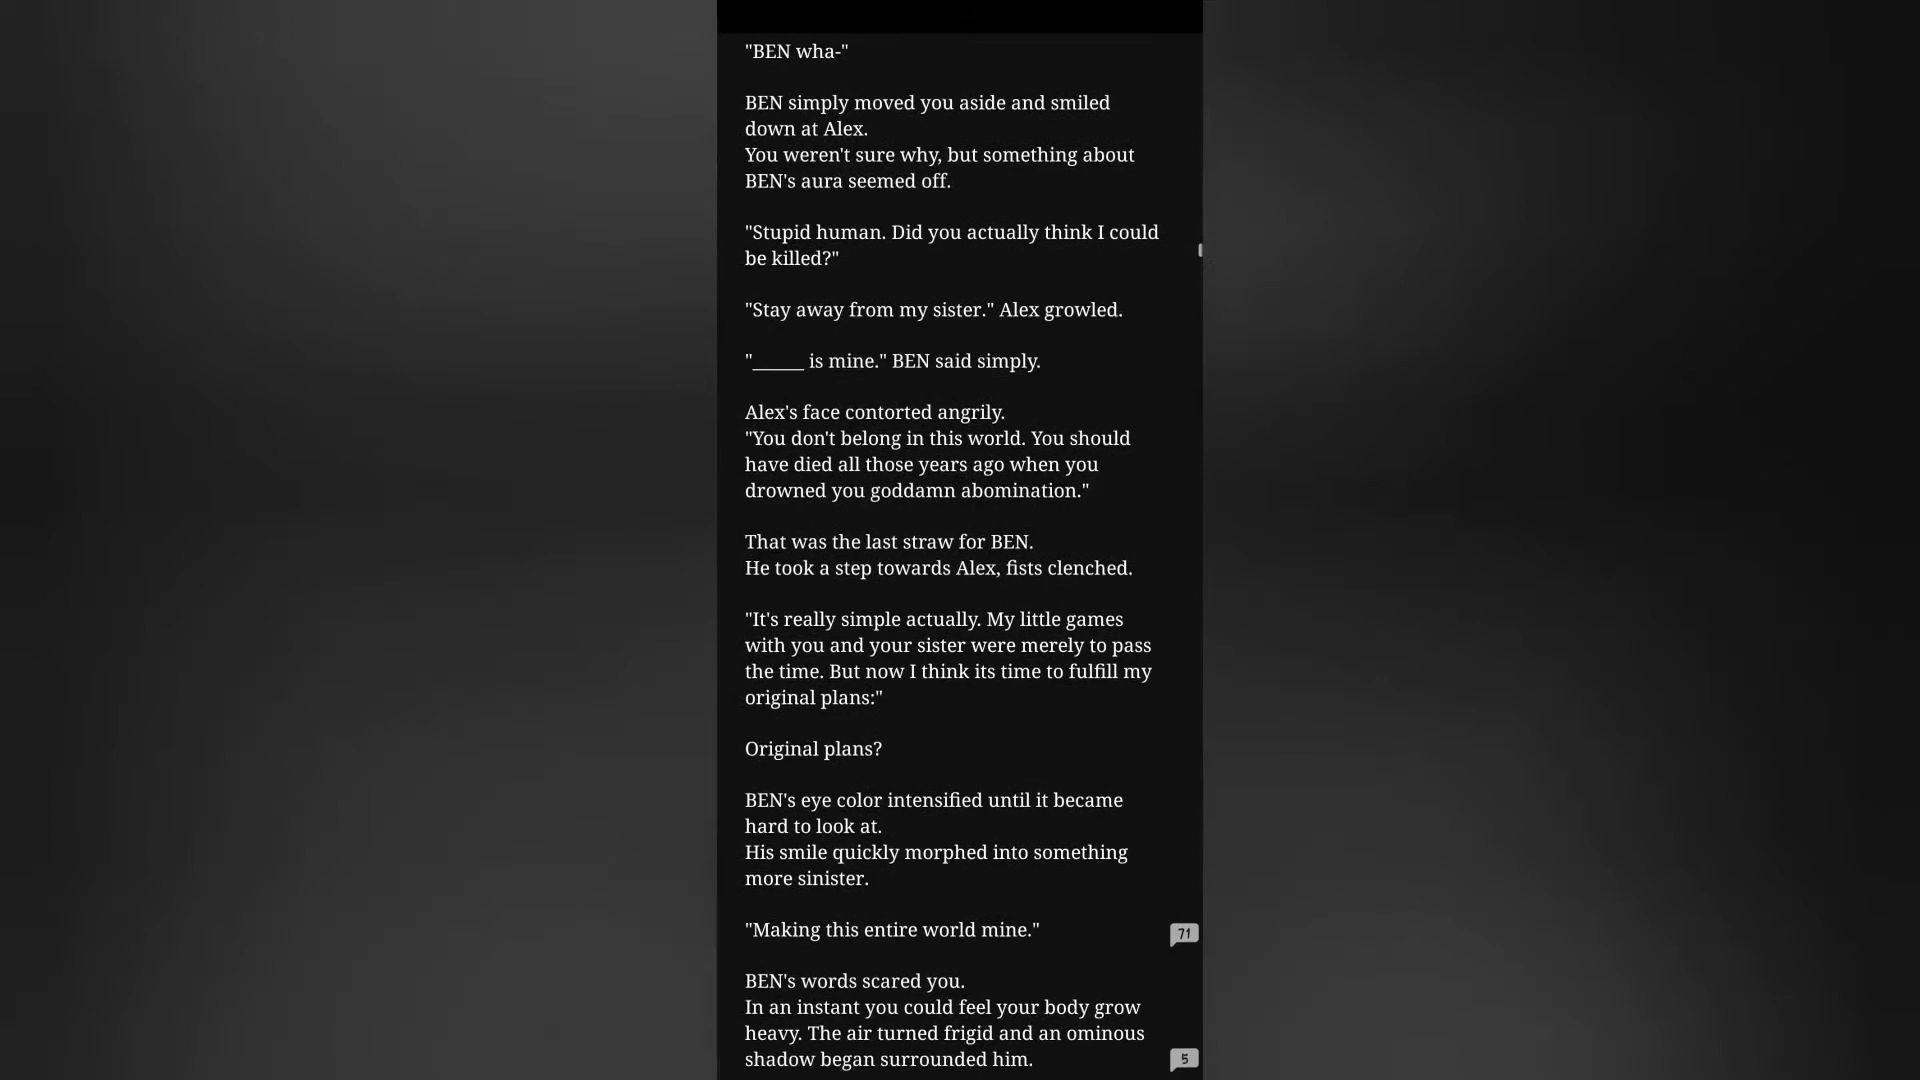 "BEN wha-"
BEN simply moved you aside and smiled
down at Alex.
You weren't sure why, but something about
BEN's aura seemed off.
"Stupid human. Did you actually think I could
be killed?"
"Stay away from my sister." Alex growled.
"_____ is mine." BEN said simply.
Alex's face contorted angrily.
"You don't belong in this world. You should
have died all those years ago when you
drowned you goddamn abomination."
That was the last straw for BEN.
He took a step towards Alex, fists clenched.
"It's really simple actually. My little games
with you and your sister were merely to pass
the time. But now I think its time to fulfill my
original plans:"
Original plans?
BEN's eye color intensified until it became
hard to look at.
His smile quickly morphed into something
more sinister.
"Making this entire world mine."
71
BEN's words scared you.
In an instant you could feel your body grow
heavy. The air turned frigid and an ominous
shadow began surrounded him.
5